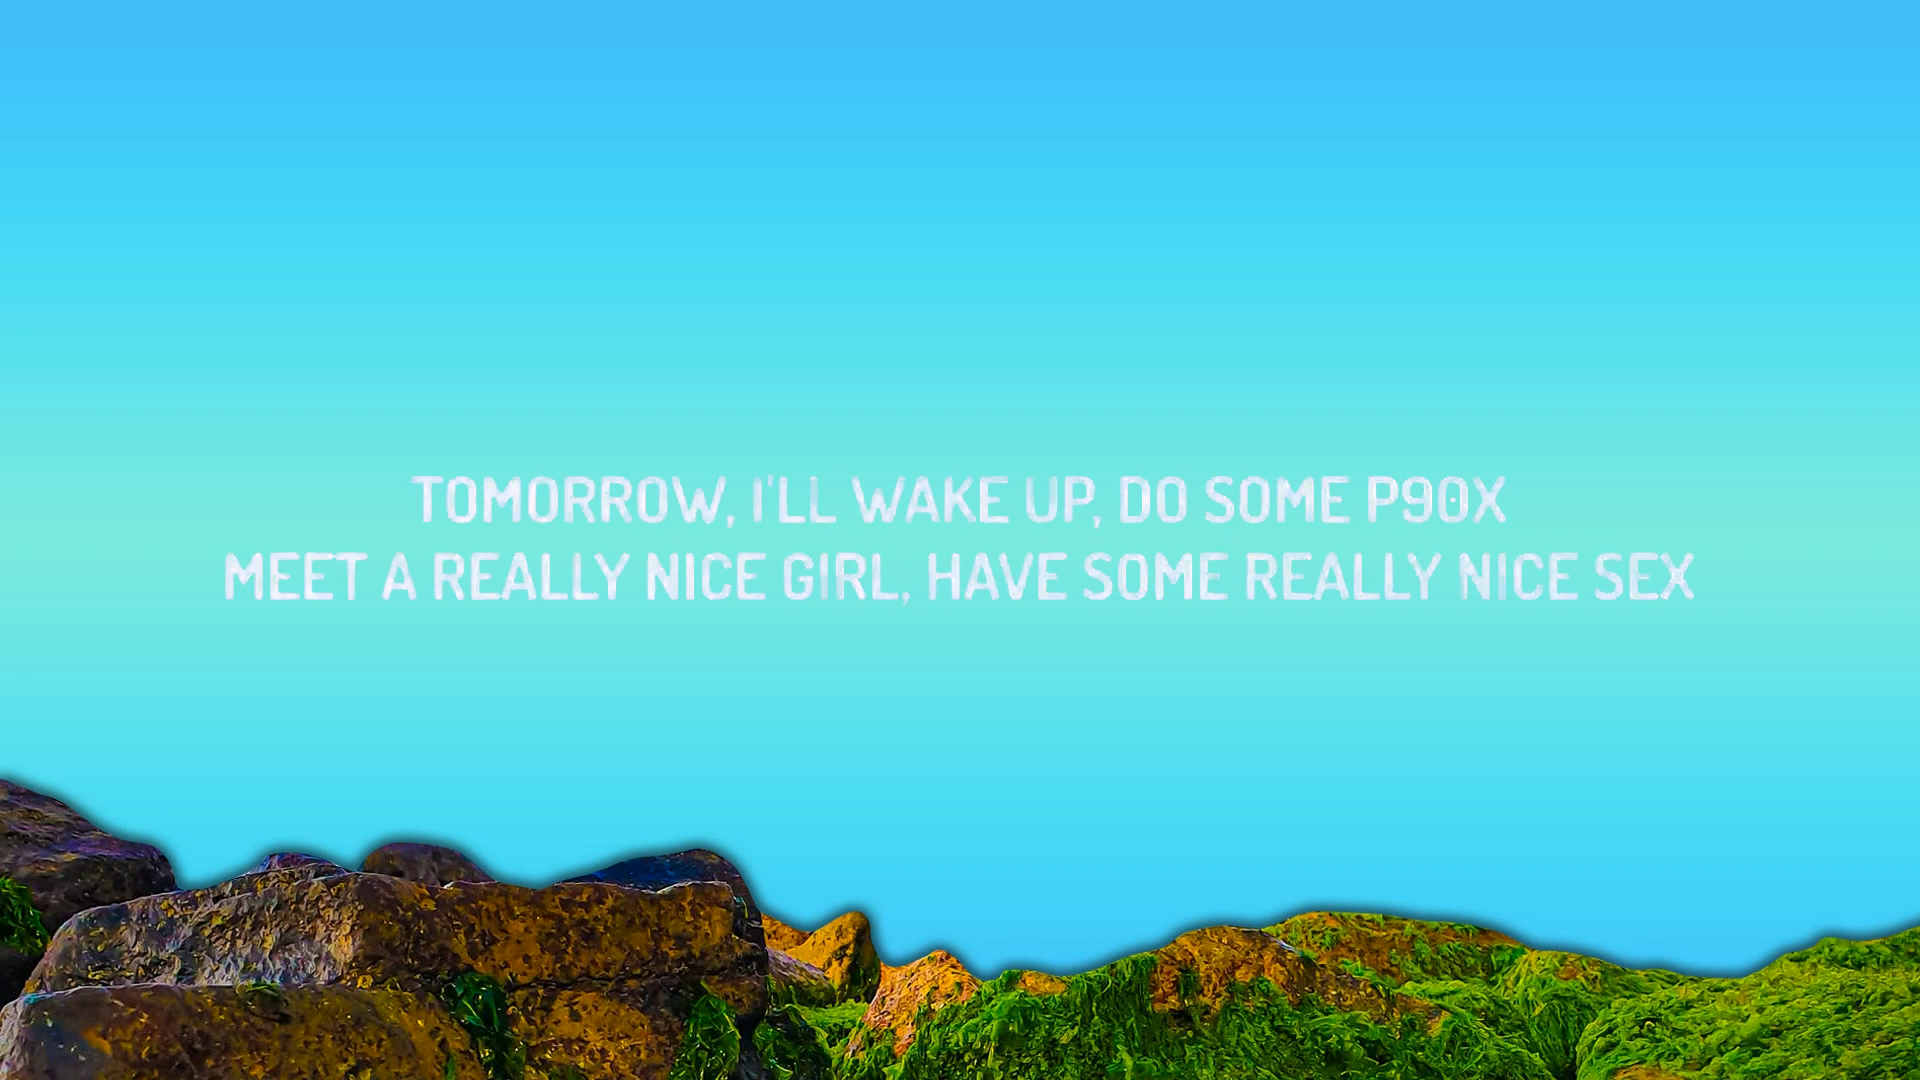 TOMORROW, I'LL WAKE UP, DO SOME P90X
MEET A REALLY NICE GIRL, HAVE SOME REALLY NICE SEX